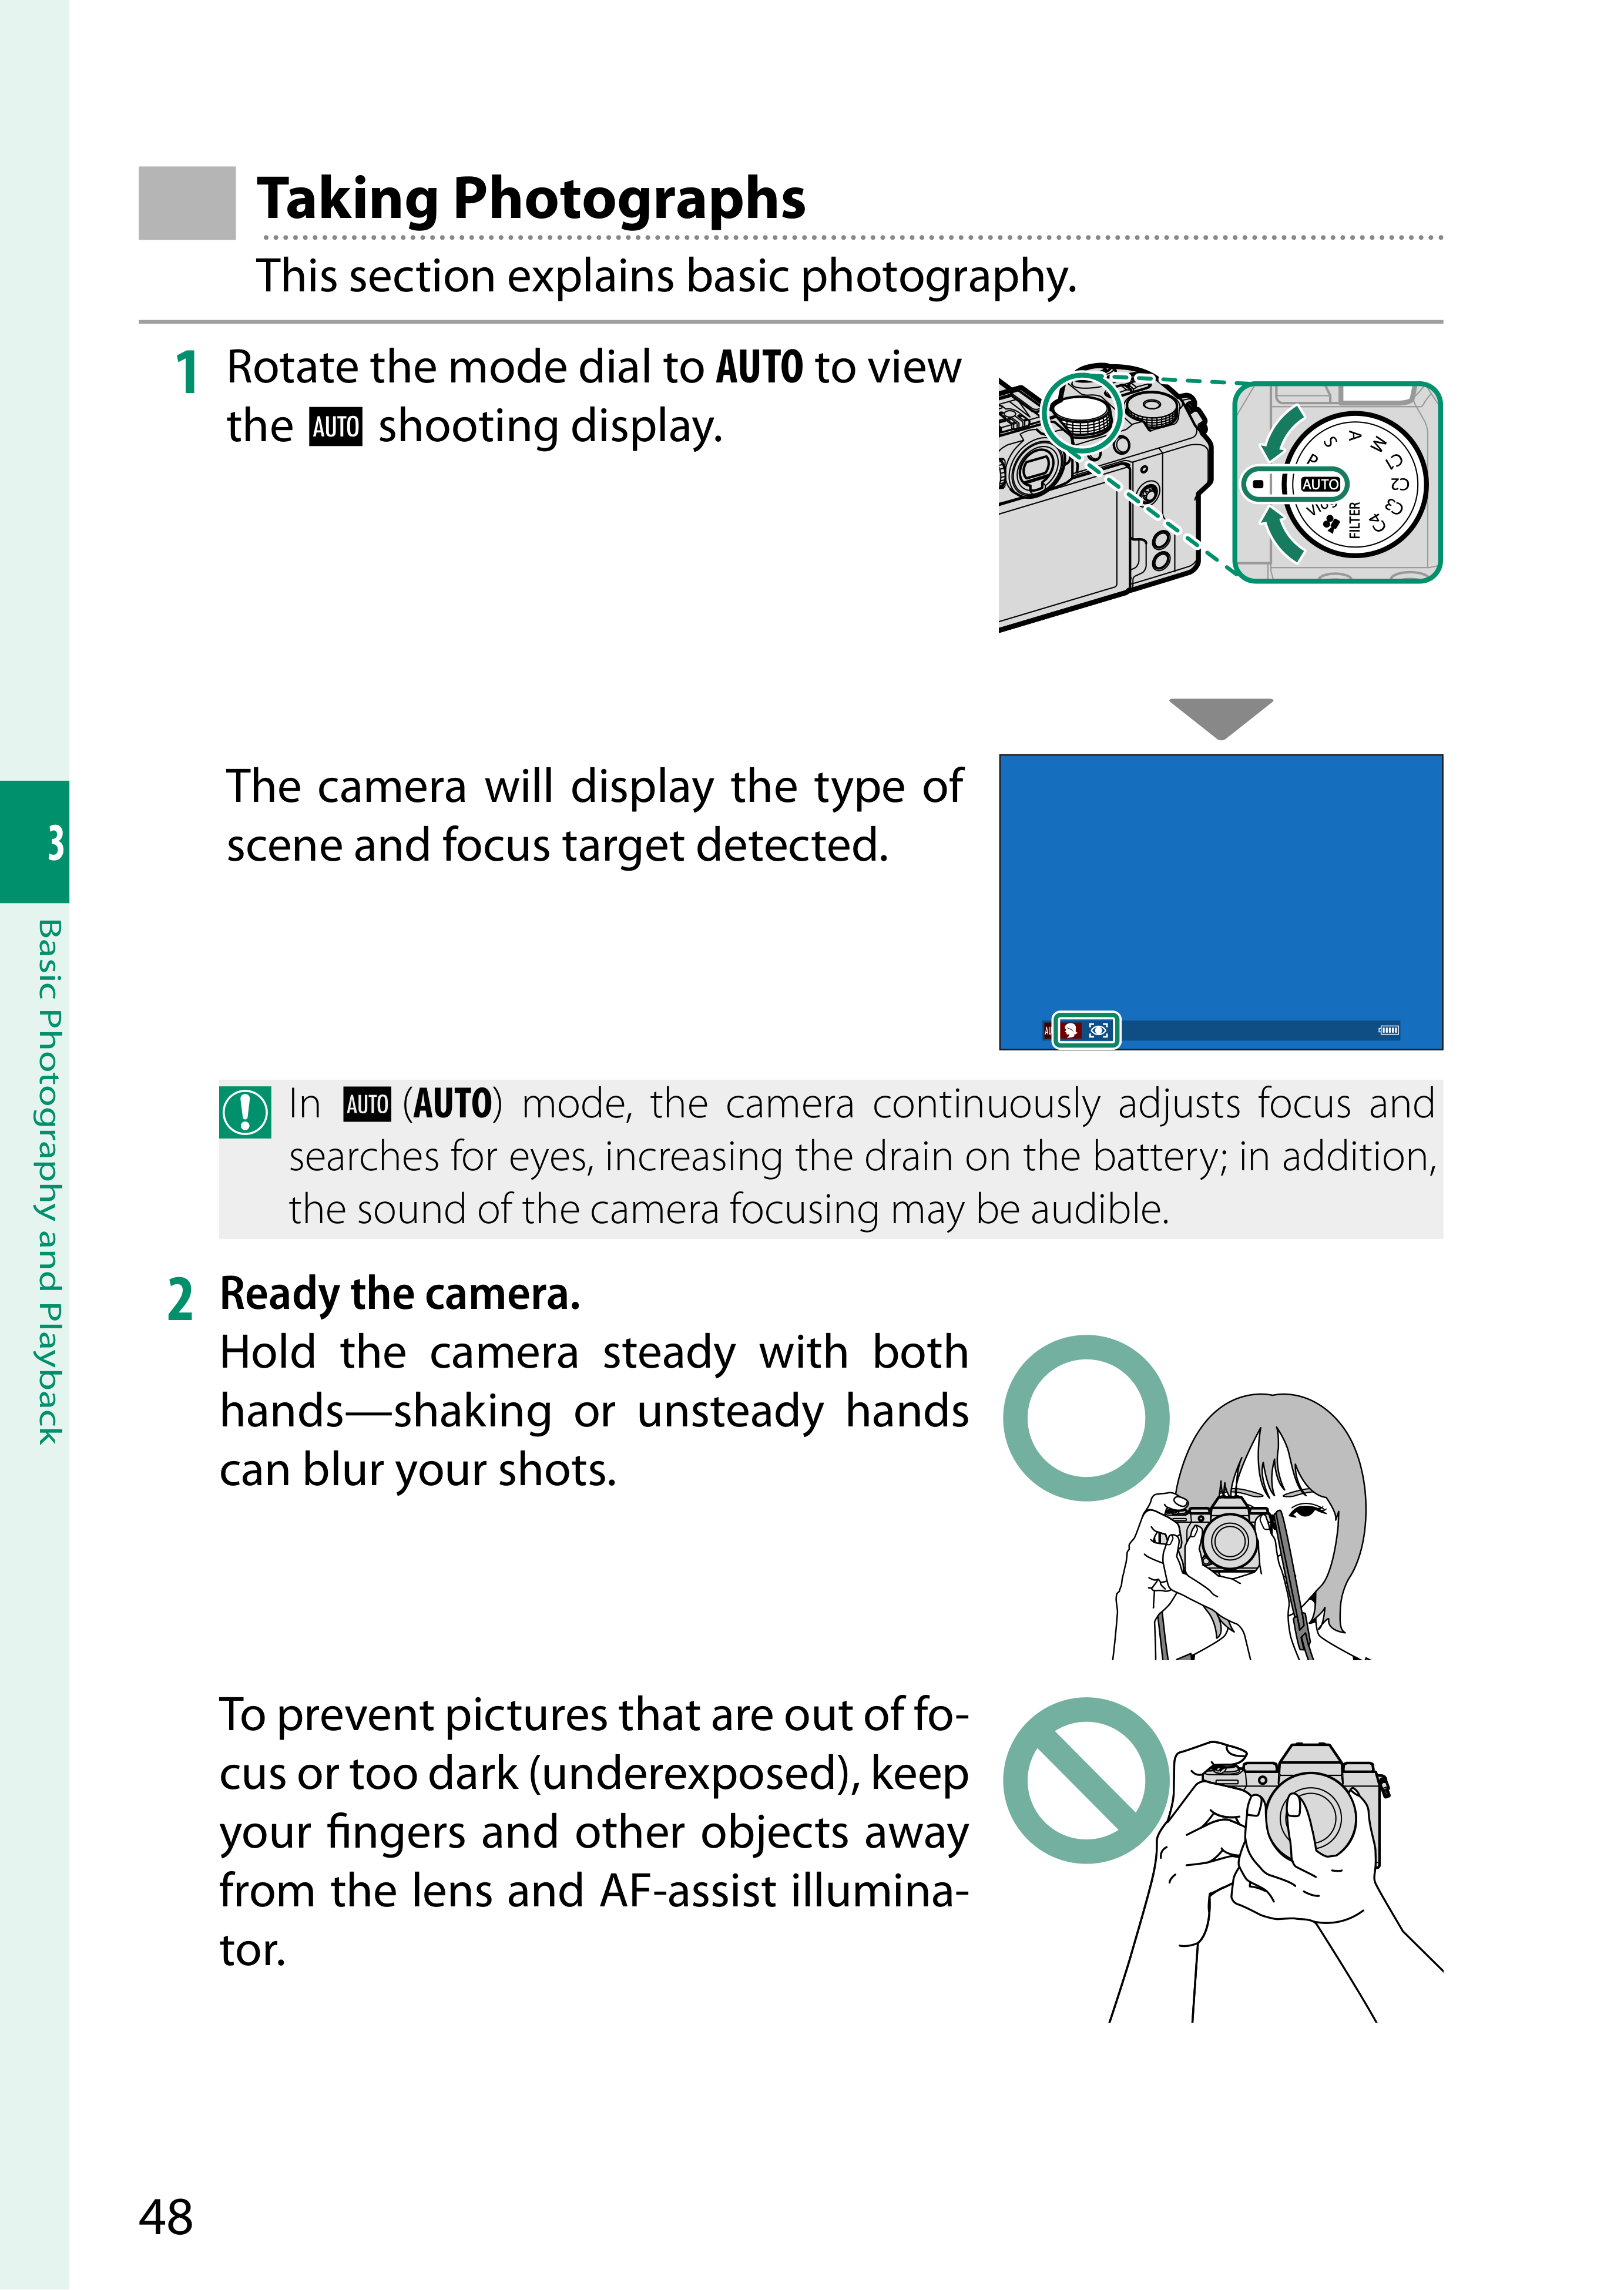 Taking Photographs
This section explains basic photography.
1 Rotate the mode dial to AUTO to view
the AUTO shooting display.
P
S
A
M
C1
C2
C3
C4
FILTER
AUTO
The camera will display the type of
scene and focus target detected.
In AUTO (AUTO) mode, the camera continuously adjusts focus and
searches for eyes, increasing the drain on the battery; in addition,
the sound of the camera focusing may be audible.
2 Ready the camera.
Hold the camera steady with both
hands—shaking or unsteady hands
can blur your shots.
To prevent pictures that are out of fo-
cus or too dark (underexposed), keep
your fingers and other objects away
from the lens and AF-assist illumina-
tor.
3
Basic Photography and Playback
48